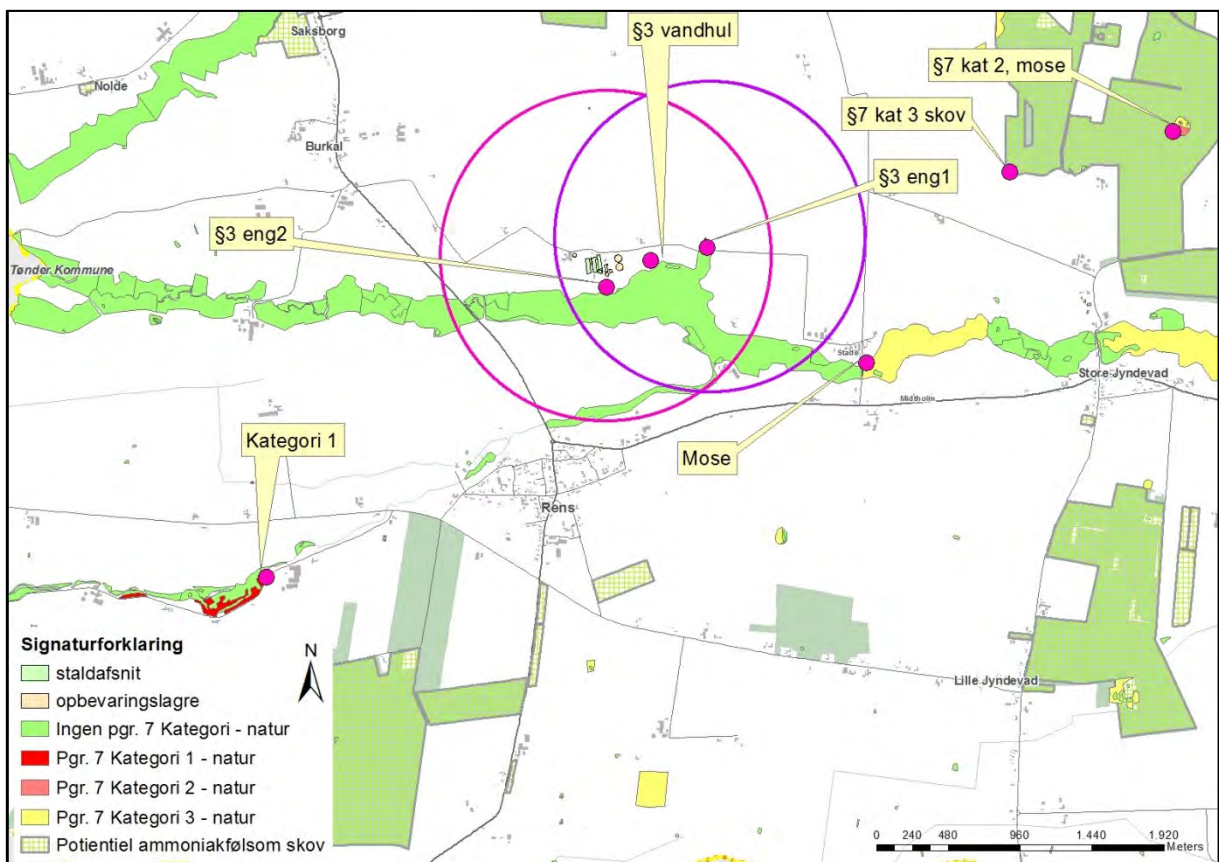 Saksborg
§3 vandhul
§7 kat 2, mose
Nolde
§7 kat 3 skov
Burkal
§3 eng1
§3 eng2
Tønder Kommune
Stade
Store Jyndevad
Midtholm
Mose
Kategori 1
Rens
Signaturforklaring
N
staldafsnit
opbevaringslagre
Lille Jyndevad
Ingen pgr. 7 Kategori - natur
Pgr. 7 Kategori 1 - natur
Pgr. 7 Kategori 2 - natur
Pgr. 7 Kategori 3 - natur
Potientiel ammoniakfølsom skov
0 240 480 960 1.440 1.920
Meters